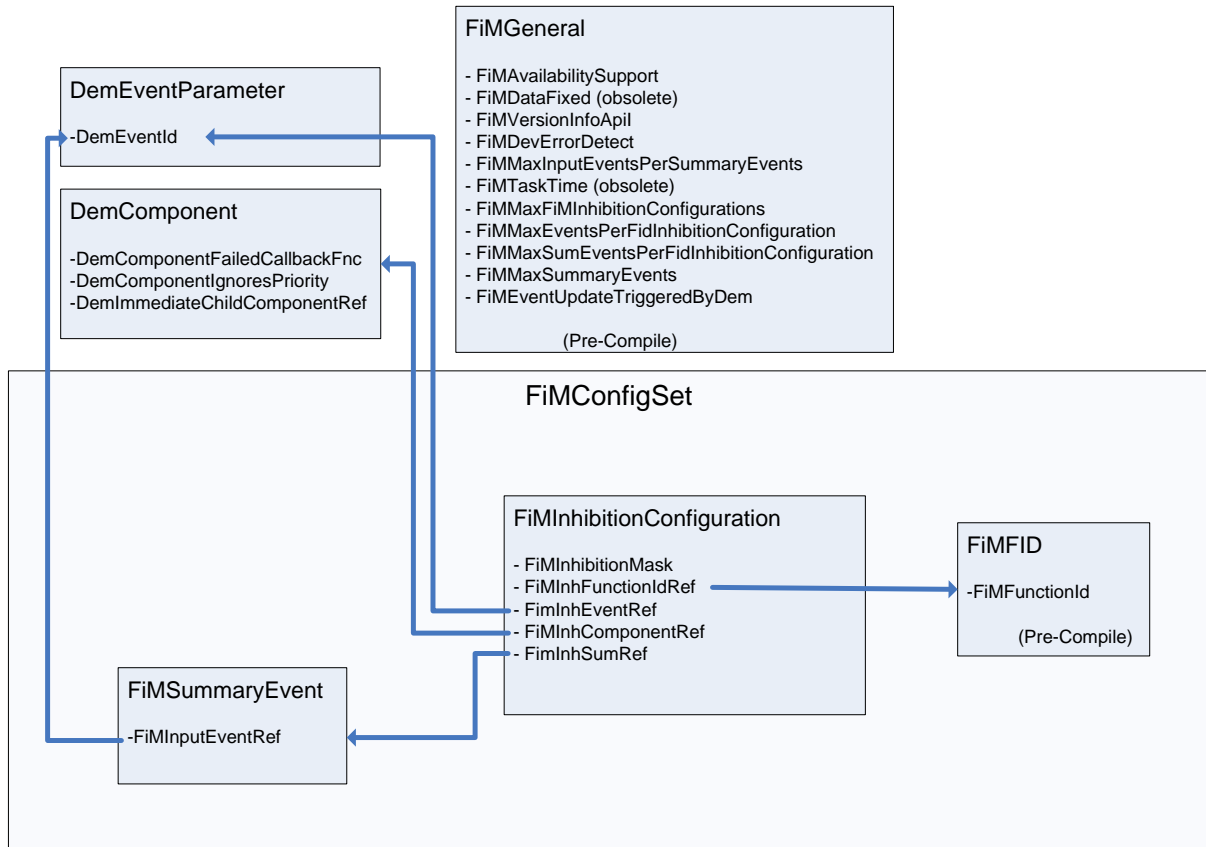 FiMGeneral
- FiMAvailabilitySupport
- FiMDataFixed (obsolete)
- FiMVersionInfoApiI
- FiMDevErrorDetect
- FiMMaxInputEventsPerSummaryEvents
- FiMTaskTime (obsolete)
- FiMMaxFiMInhibitionConfigurations
- FiMMaxEventsPerFidInhibitionConfiguration
- FiMMaxSumEventsPerFidInhibitionConfiguration
- FiMMaxSummaryEvents
- FiMEventUpdateTriggeredByDem
(Pre-Compile)
DemEventParameter
-DemEventId
DemComponent
-DemComponentFailedCallbackFnc
-DemComponentIgnoresPriority
-DemImmediateChildComponentRef
FiMConfigSet
FiMInhibitionConfiguration
- FiMInhibitionMask
- FiMInhFunctionIdRef
- FimInhEventRef
- FiMInhComponentRef
- FimInhSumRef
FiMFID
-FiMFunctionId
(Pre-Compile)
FiMSummaryEvent
-FiMInputEventRef